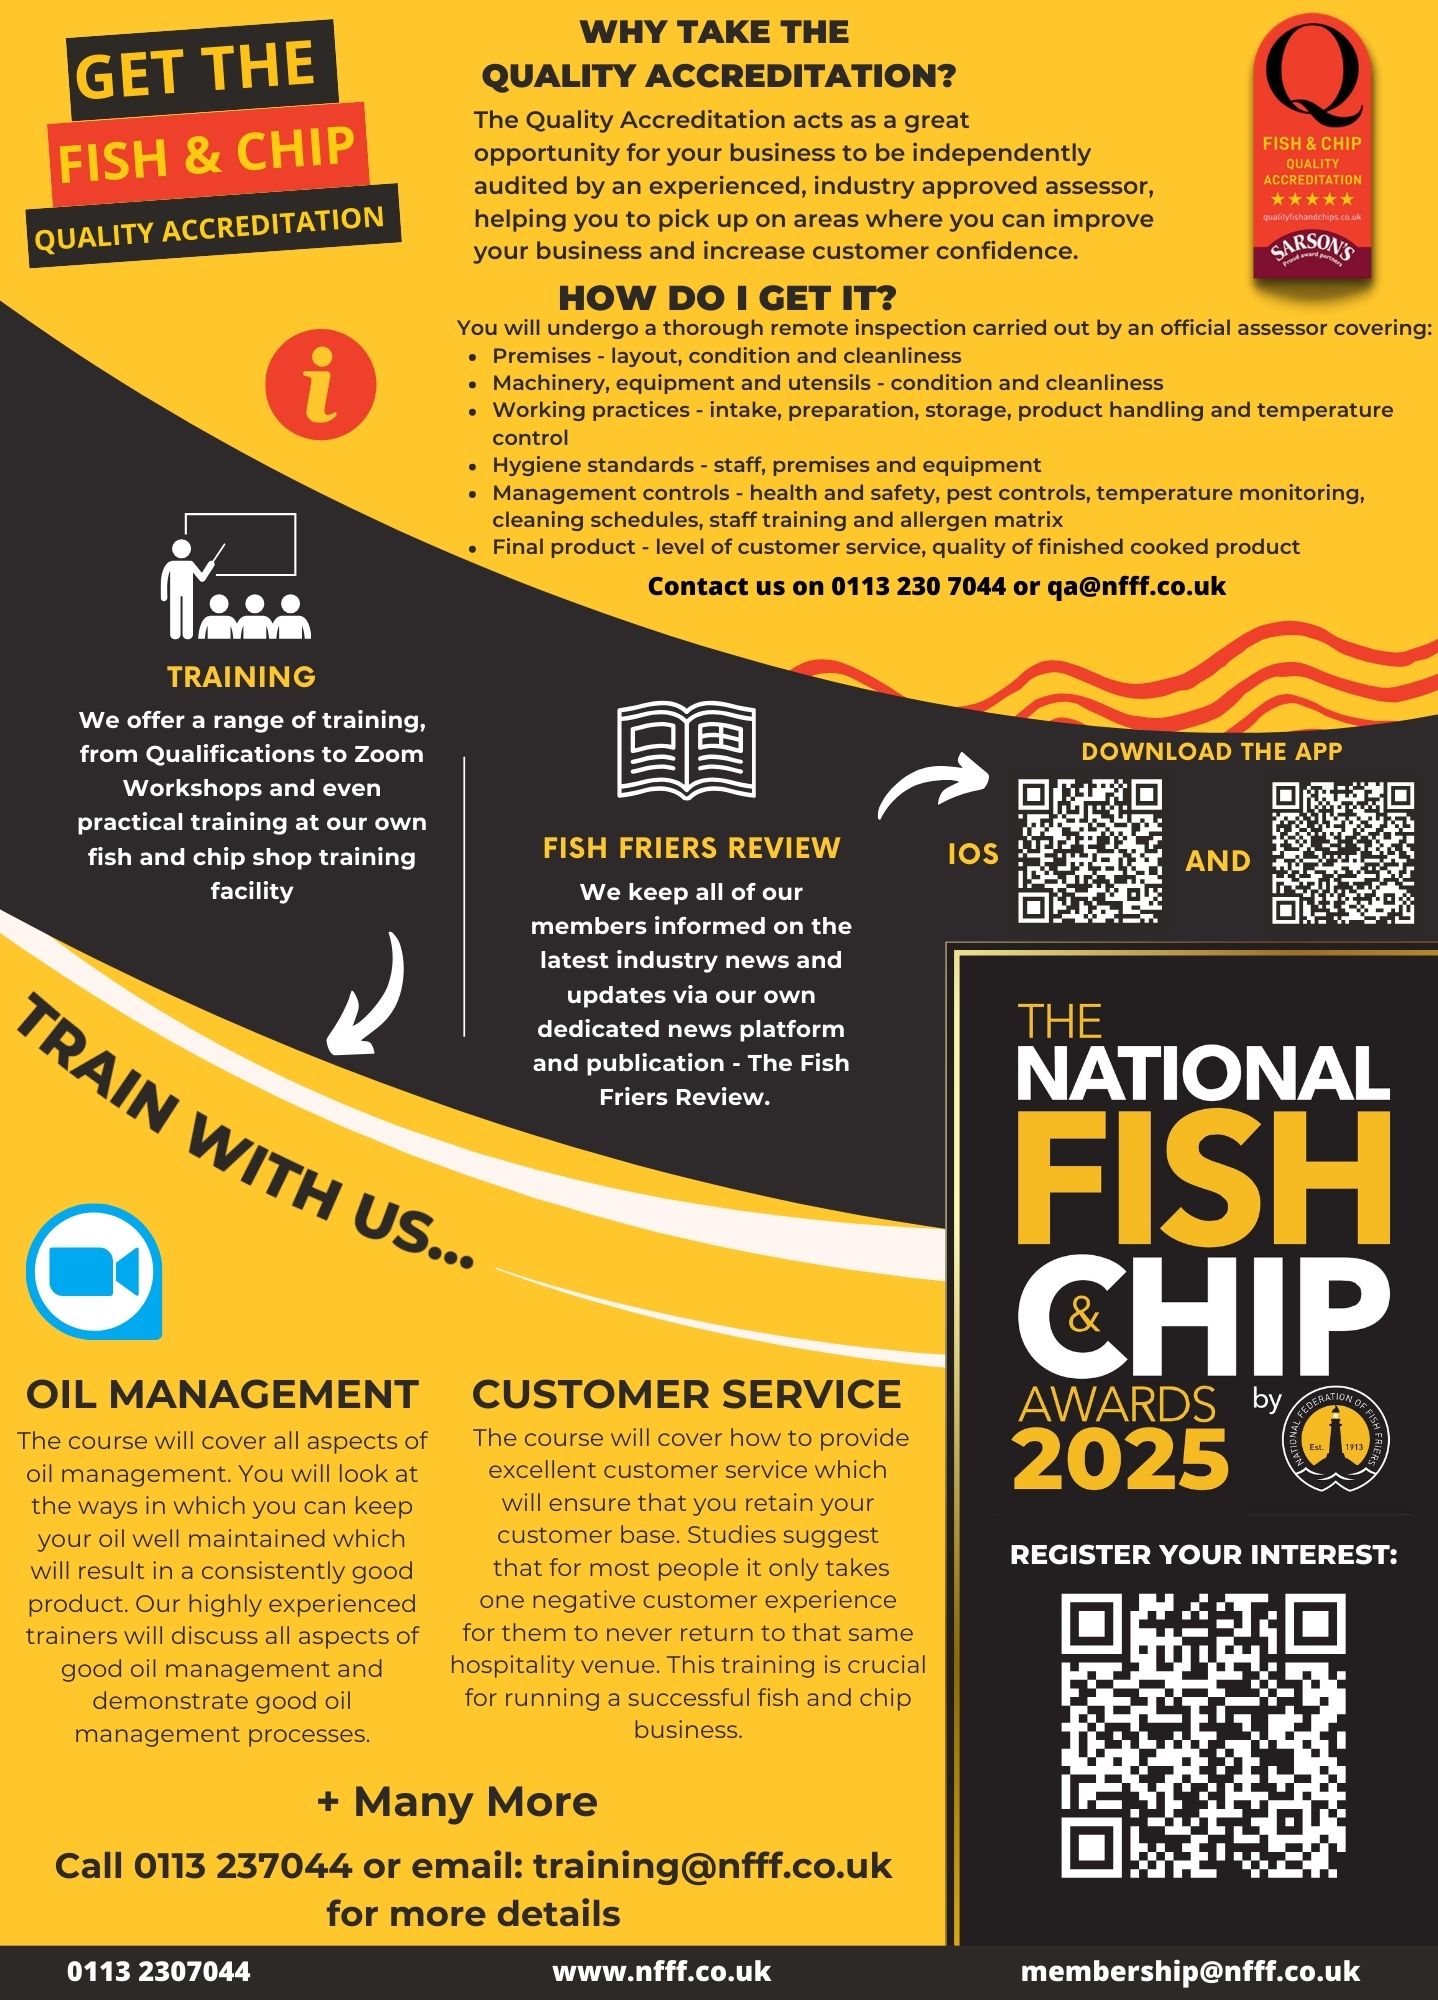 GET THE
FISH & CHIP
QUALITY ACCREDITATION
WHY TAKE THE
QUALITY ACCREDITATION?
The Quality Accreditation acts as a great
opportunity for your business to be independently
audited by an experienced, industry approved assessor,
helping you to pick up on areas where you can improve
your business and increase customer confidence.
Q
FISH & CHIP
QUALITY
ACCREDITATION
★★★★★
qualityfishandchips.co.uk
SARSON'S
Proud award partners
HOW DO I GET IT?
You will undergo a thorough remote inspection carried out by an official assessor covering:
• Premises - layout, condition and cleanliness
• Machinery, equipment and utensils - condition and cleanliness
• Working practices - intake, preparation, storage, product handling and temperature
control
• Hygiene standards - staff, premises and equipment
• Management controls - health and safety, pest controls, temperature monitoring,
cleaning schedules, staff training and allergen matrix
• Final product - level of customer service, quality of finished cooked product
Contact us on 0113 230 7044 or qa@nfff.co.uk
i
TRAINING
We offer a range of training,
from Qualifications to Zoom
Workshops and even
practical training at our own
fish and chip shop training
facility
FISH FRIERS REVIEW
We keep all of our
members informed on the
latest industry news and
updates via our own
dedicated news platform
and publication - The Fish
Friers Review.
DOWNLOAD THE APP
IOS
AND
TRAIN WITH US...
OIL MANAGEMENT
The course will cover all aspects of
oil management. You will look at
the ways in which you can keep
your oil well maintained which
will result in a consistently good
product. Our highly experienced
trainers will discuss all aspects of
good oil management and
demonstrate good oil
management processes.
CUSTOMER SERVICE
The course will cover how to provide
excellent customer service which
will ensure that you retain your
customer base. Studies suggest
that for most people it only takes
one negative customer experience
for them to never return to that same
hospitality venue. This training is crucial
for running a successful fish and chip
business.
+ Many More
Call 0113 237044 or email: training@nfff.co.uk
for more details
THE
NATIONAL
FISH
& CHIP
AWARDS
2025
by
NATIONAL FEDERATION OF FISH FRIERS
Est. 1913
REGISTER YOUR INTEREST:
0113 2307044
www.nfff.co.uk
membership@nfff.co.uk